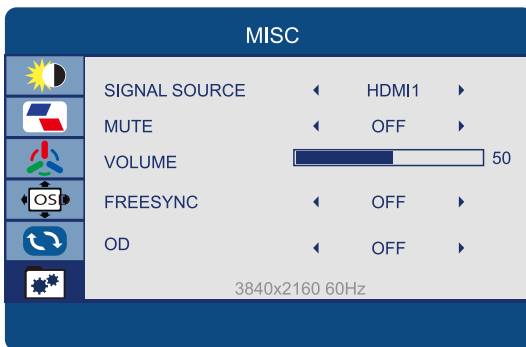 MISC
SIGNAL SOURCE HDMI1
MUTE OFF
VOLUME 50
FREESYNC OFF
OSD
OD OFF
3840x2160 60Hz